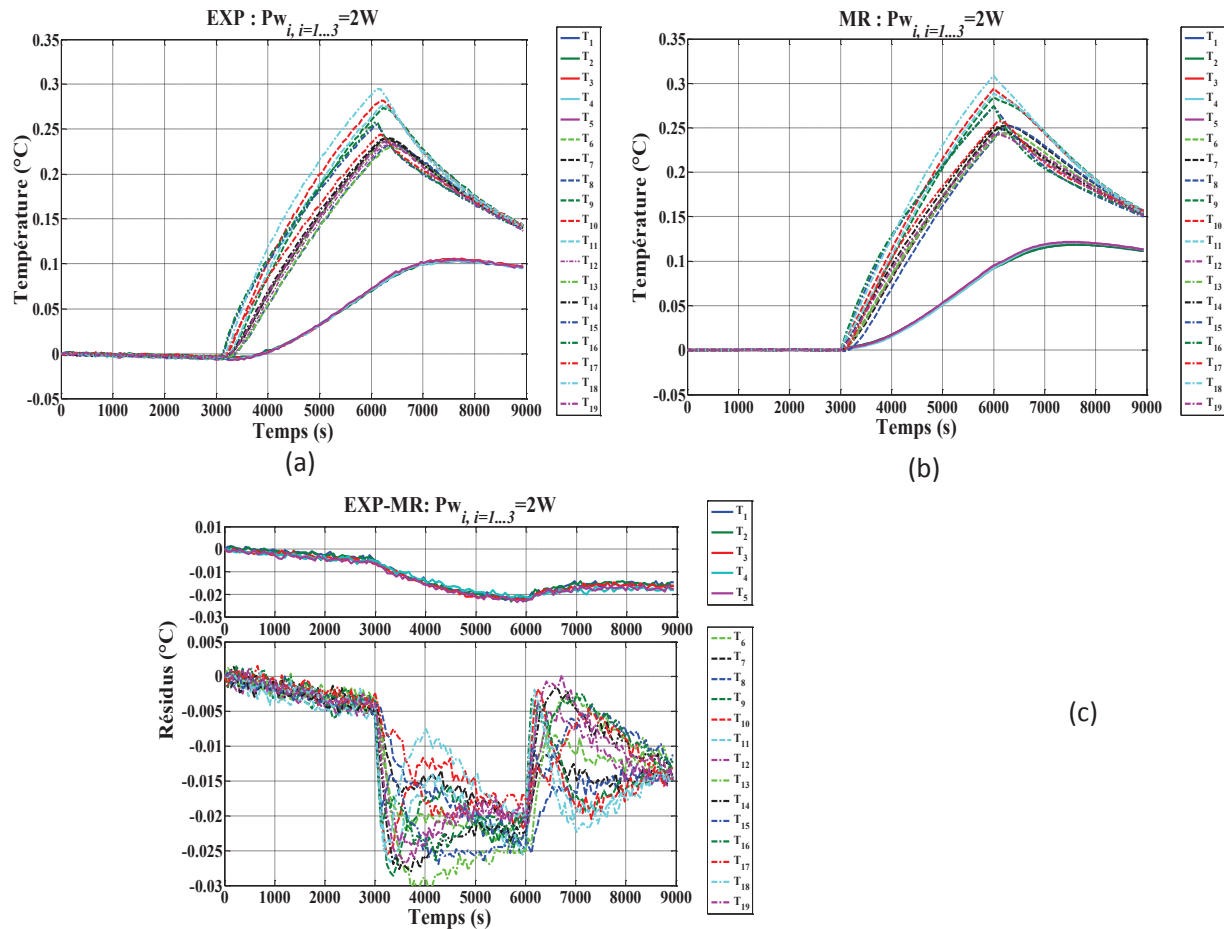 EXP : Pw i, i=1...3 =2W
Température (°C)
0.35
0.3
0.25
0.2
0.15
0.1
0.05
0
-0.05
0 1000 2000 3000 4000 5000 6000 7000 8000 9000
Temps (s)
T1
T2
T3
T4
T5
T6
T7
T8
T9
T10
T11
T12
T13
T14
T15
T16
T17
T18
T19
(a)
MR : Pw i, i=1...3 =2W
Température (°C)
0.35
0.3
0.25
0.2
0.15
0.1
0.05
0
-0.05
0 1000 2000 3000 4000 5000 6000 7000 8000 9000
Temps (s)
T1
T2
T3
T4
T5
T6
T7
T8
T9
T10
T11
T12
T13
T14
T15
T16
T17
T18
T19
(b)
EXP-MR: Pw i, i=1...3 =2W
0.01
0
-0.01
-0.02
-0.03
0 1000 2000 3000 4000 5000 6000 7000 8000 9000
T1
T2
T3
T4
T5
Résidus (°C)
0.005
0
-0.005
-0.01
-0.015
-0.02
-0.025
-0.03
0 1000 2000 3000 4000 5000 6000 7000 8000 9000
Temps (s)
T6
T7
T8
T9
T10
T11
T12
T13
T14
T15
T16
T17
T18
T19
(c)